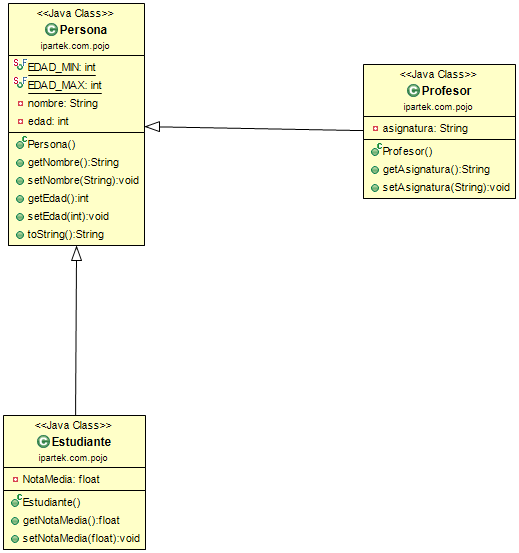 <<Java Class>>
Persona
ipartek.com.pojo
EDAD_MIN: int
EDAD_MAX: int
nombre: String
edad: int
Persona()
getNombre():String
setNombre(String):void
getEdad():int
setEdad(int):void
toString():String
<<Java Class>>
Profesor
ipartek.com.pojo
asignatura: String
Profesor()
getAsignatura():String
setAsignatura(String):void
<<Java Class>>
Estudiante
ipartek.com.pojo
NotaMedia: float
Estudiante()
getNotaMedia():float
setNotaMedia(float):void